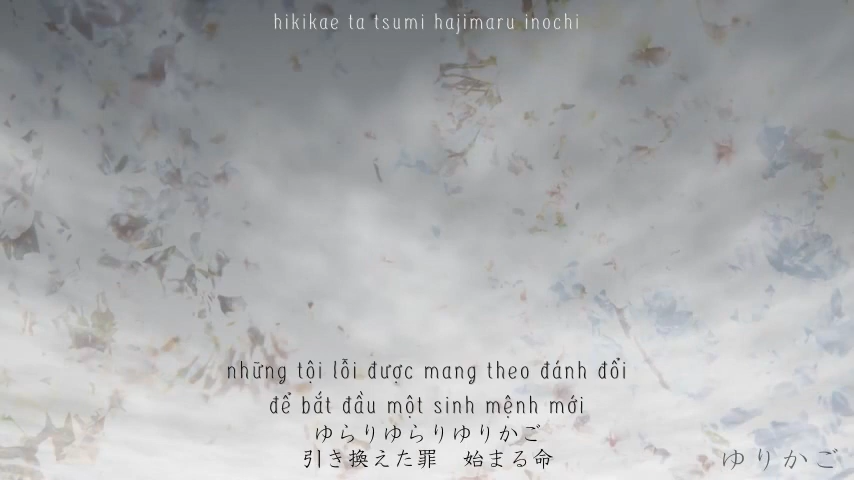 hikikae ta tsumi hajimaru inochi
những tội lỗi được mang theo đánh đổi
để bắt đầu một sinh mệnh mới
ゆらりゆらりゆりかご
引き換えた罪　始まる命
ゆりかご